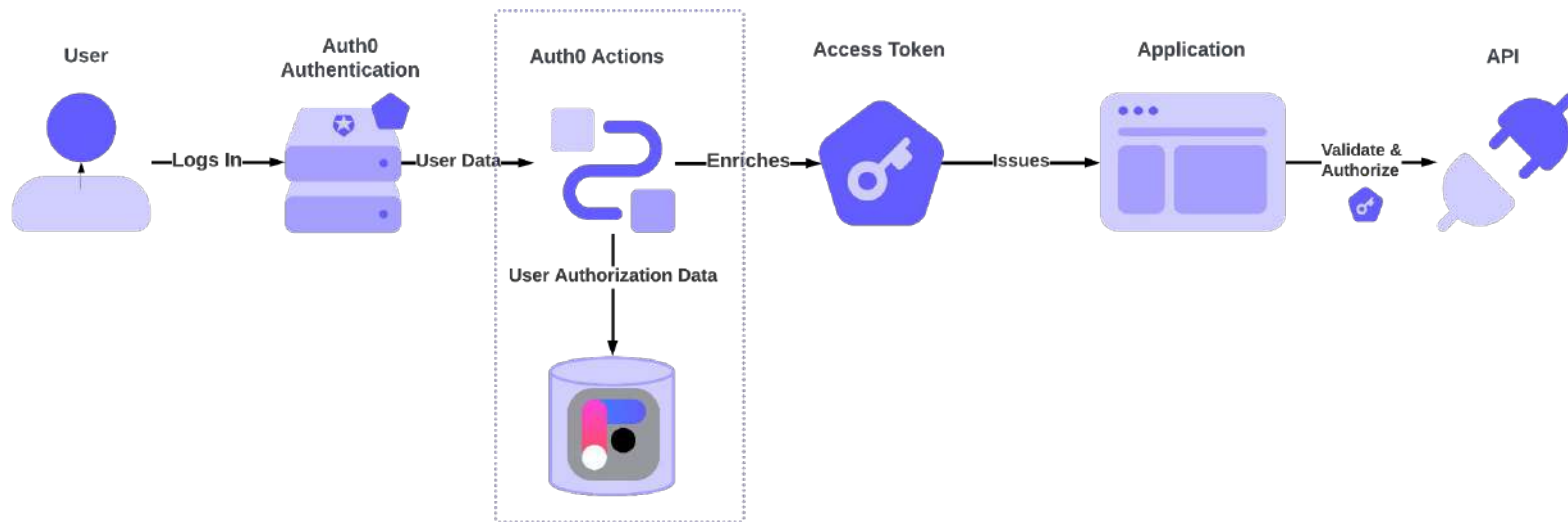 User
Auth0
Authentication
Auth0 Actions
Access Token
Application
API
Logs In
User Data
Enriches
Issues
Validate &
Authorize
User Authorization Data